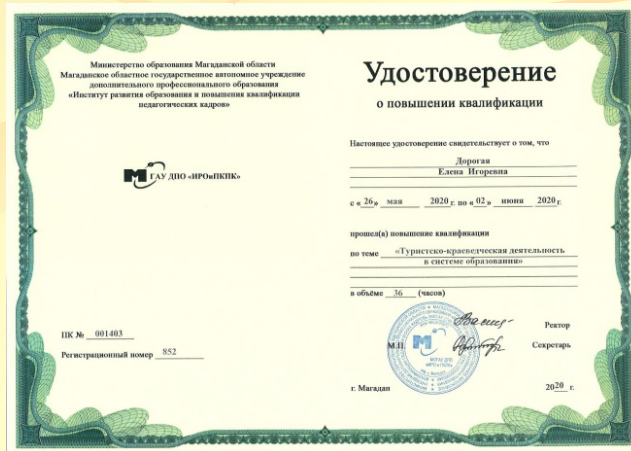 Министерство образования Магаданской области
Магаданское областное государственное автономное учреждение
дополнительного профессионального образования
«Институт развития образования и повышения квалификации
педагогических кадров»
М ГАУ ДПО «ИРОиПКПК»
ПК № 001403
Регистрационный номер 852
Удостоверение
о повышении квалификации
Настоящее удостоверение свидетельствует о том, что
Дорогая
Елена Игоревна
с « 26 » мая 2020 г. по « 02 » июня 2020 г.
прошел(а) повышение квалификации
по теме «Туристско-краеведческая деятельность
в системе образования»
в объёме 36 (часов)
Ректор
М.П.
Секретарь
МОГАУ ДПО
«ИРОиПКПК»
г. Магадан 2020 г.